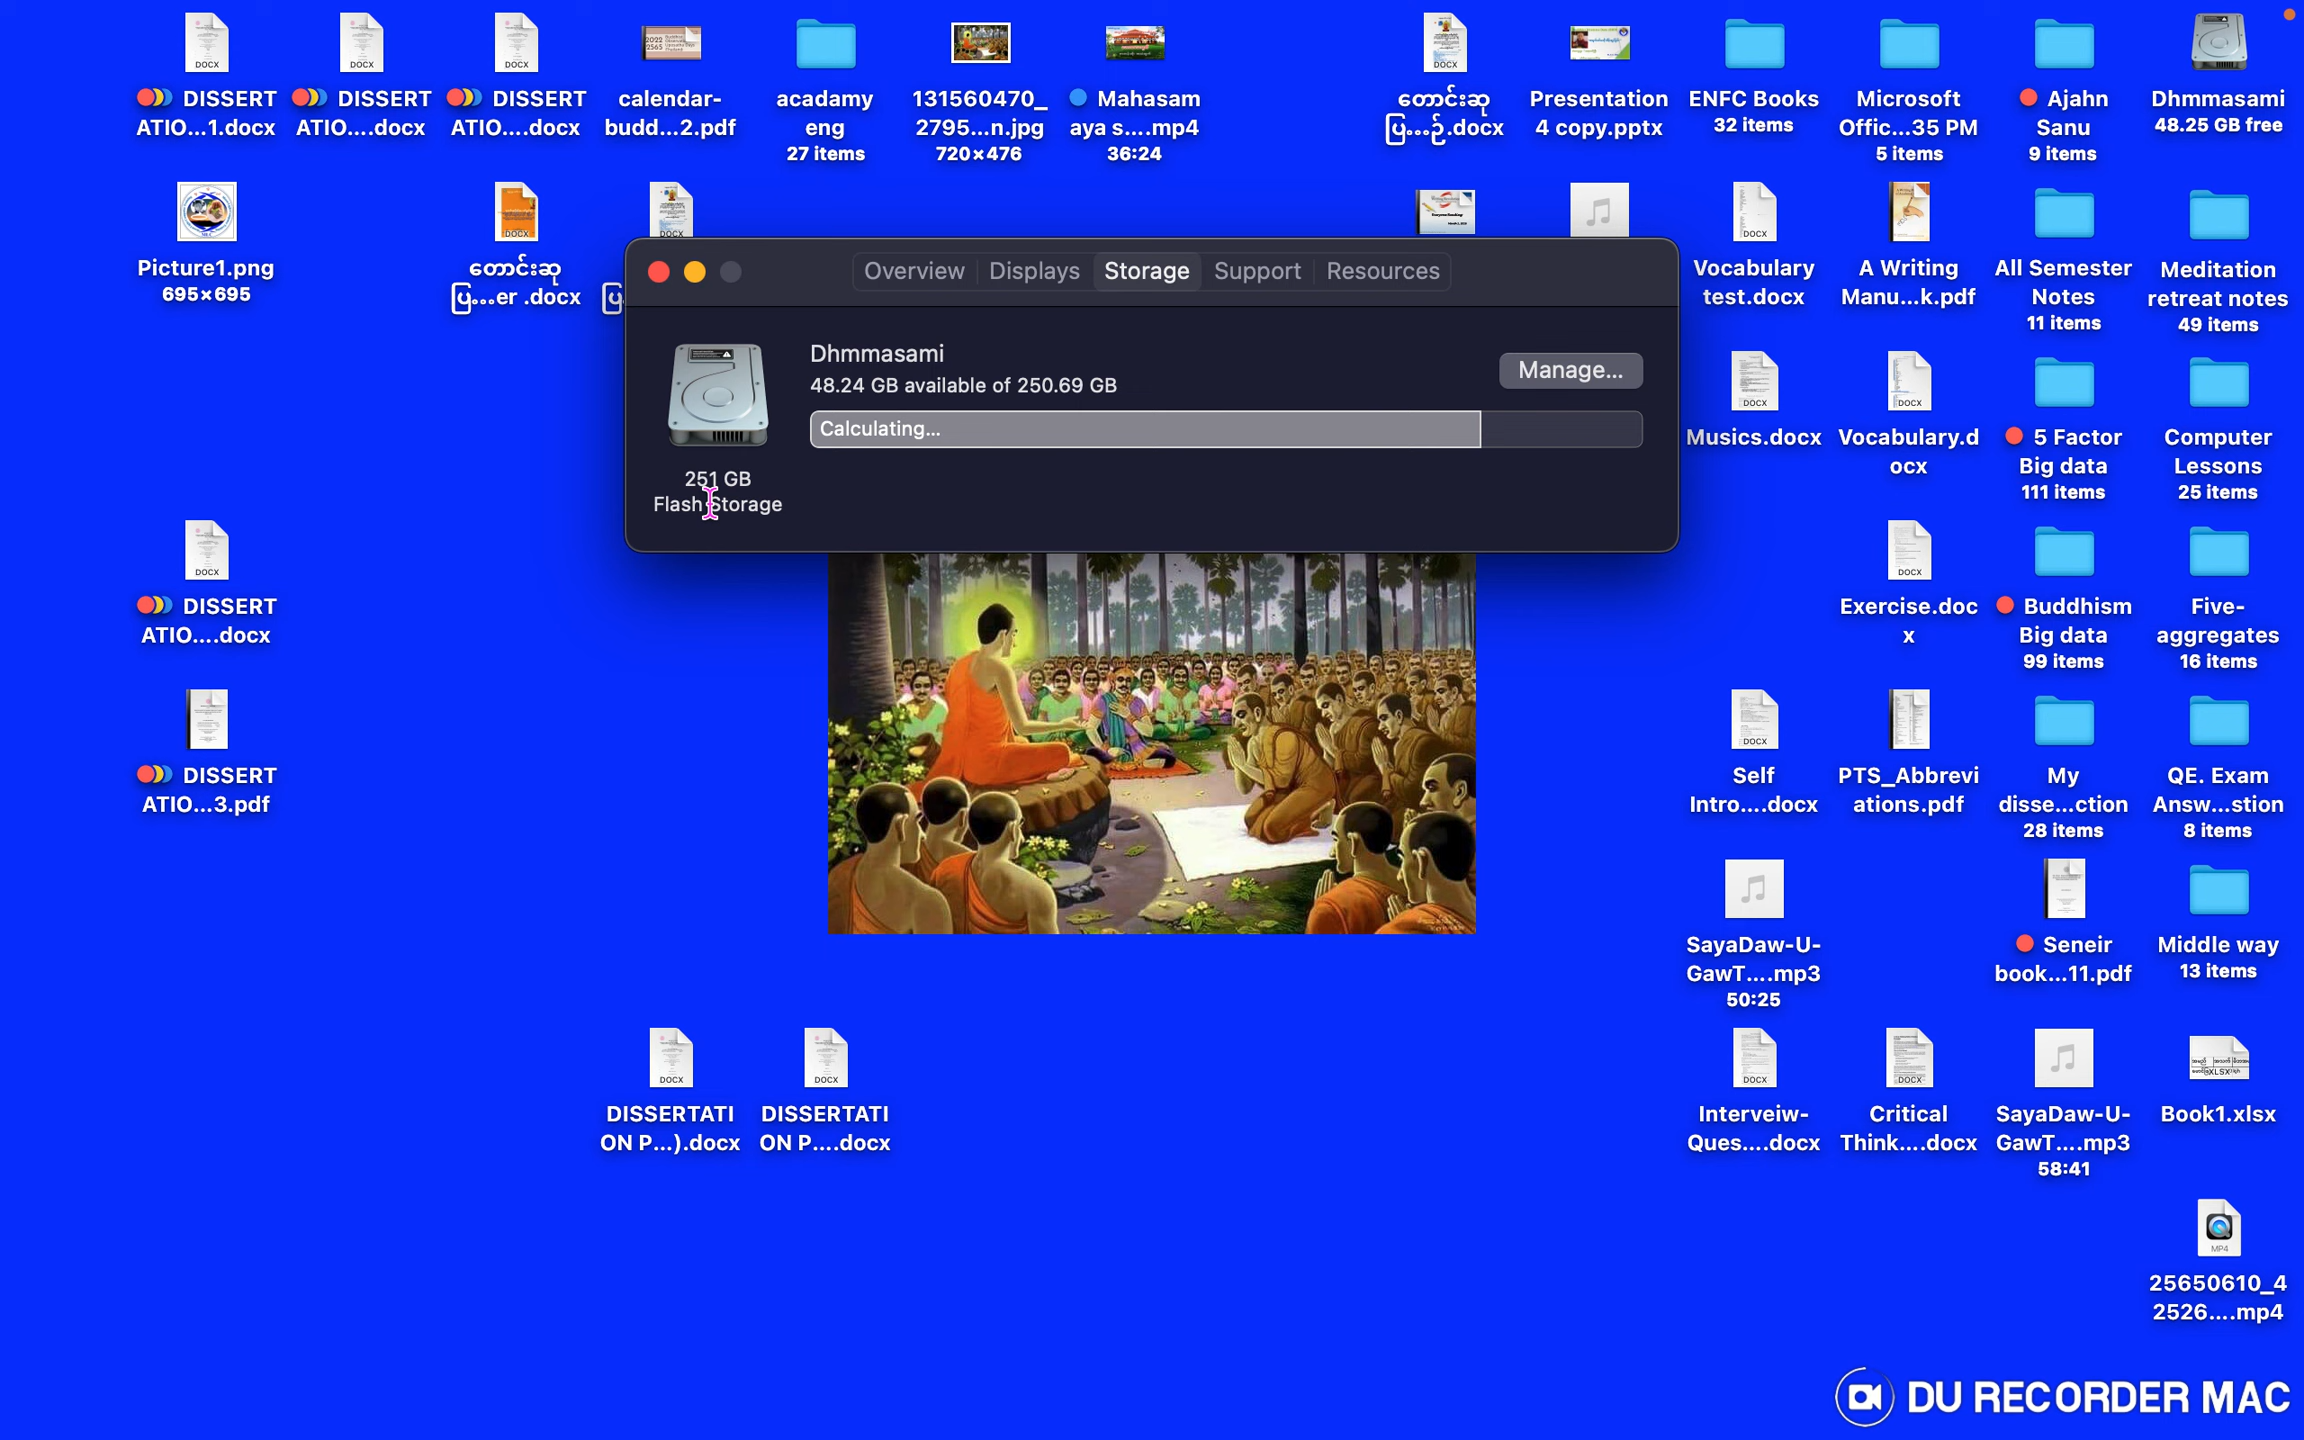 DISSERT
ATIO...1.docx
DISSERT
ATIO....docx
DISSERT
ATIO....docx
calendar-
budd...2.pdf
acadamy
eng
27 items
131560470_
2795...n.jpg
720×476
Mahasam
aya s....mp4
36:24
တောင်းဆု
ပြ...ဉ်.docx
Presentation
4 copy.pptx
ENFC Books
32 items
Microsoft
Offic...35 PM
5 items
Ajahn
Sanu
9 items
Dhmmasami
48.25 GB free
Picture1.png
695×695
တောင်းဆု
ပြ...er .docx
Vocabulary
test.docx
A Writing
Manu...k.pdf
All Semester
Notes
11 items
Meditation
retreat notes
49 items
Overview
Displays
Storage
Support
Resources
Dhmmasami
48.24 GB available of 250.69 GB
Manage...
Calculating...
251 GB
Flash Storage
Musics.docx
Vocabulary.d
ocx
5 Factor
Big data
111 items
Computer
Lessons
25 items
DISSERT
ATIO....docx
Exercise.doc
x
Buddhism
Big data
99 items
Five-
aggregates
16 items
DISSERT
ATIO...3.pdf
Self
Intro....docx
PTS_Abbrevi
ations.pdf
My
disse...ction
28 items
QE. Exam
Answ...stion
8 items
SayaDaw-U-
GawT....mp3
50:25
Seneir
book...11.pdf
Middle way
13 items
DISSERTATI
ON P...).docx
DISSERTATI
ON P....docx
Interveiw-
Ques....docx
Critical
Think....docx
SayaDaw-U-
GawT....mp3
58:41
Book1.xlsx
MP4
25650610_4
2526....mp4
DU RECORDER MAC